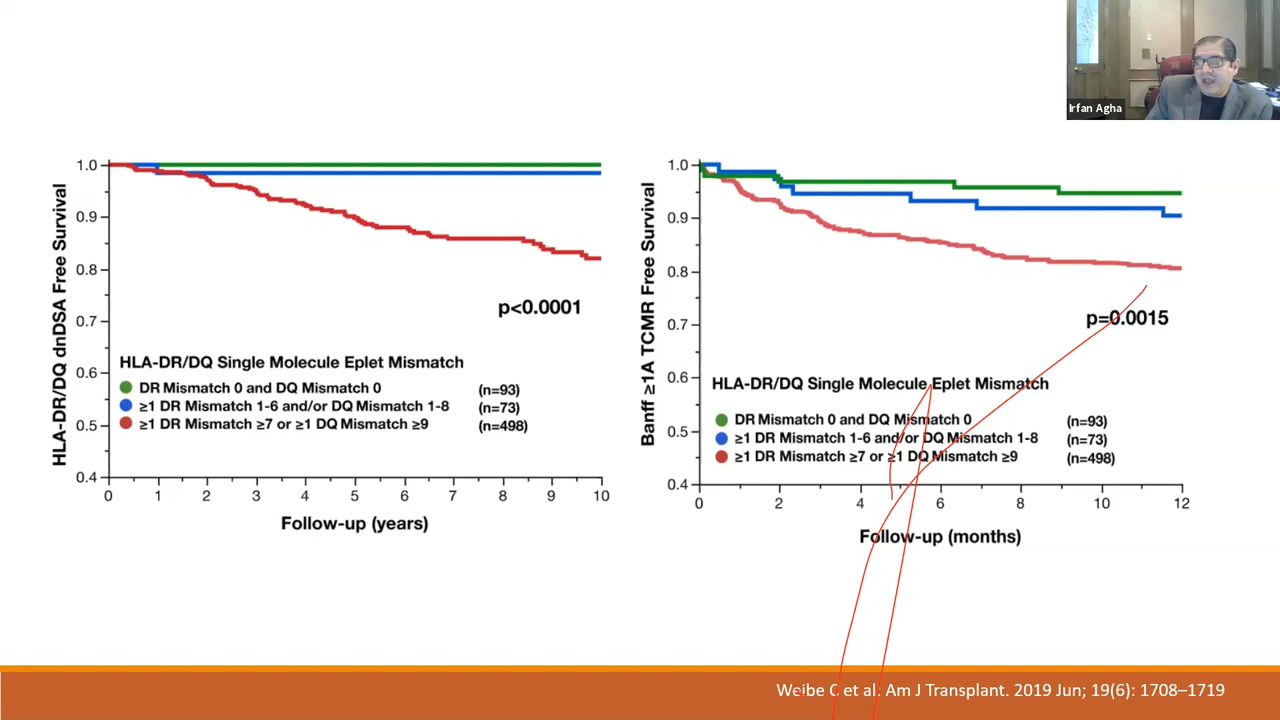 Irfan Agha
HLA-DR/DQ dnDSA Free Survival
1.0
0.9
0.8
0.7
0.6
0.5
0.4
p<0.0001
HLA-DR/DQ Single Molecule Eplet Mismatch
DR Mismatch 0 and DQ Mismatch 0 (n=93)
≥1 DR Mismatch 1-6 and/or DQ Mismatch 1-8 (n=73)
≥1 DR Mismatch ≥7 or ≥1 DQ Mismatch ≥9 (n=498)
0 1 2 3 4 5 6 7 8 9 10
Follow-up (years)
Banff ≥1A TCMR Free Survival
1.0
0.9
0.8
0.7
0.6
0.5
0.4
p=0.0015
HLA-DR/DQ Single Molecule Eplet Mismatch
DR Mismatch 0 and DQ Mismatch 0 (n=93)
≥1 DR Mismatch 1-6 and/or DQ Mismatch 1-8 (n=73)
≥1 DR Mismatch ≥7 or ≥1 DQ Mismatch ≥9 (n=498)
0 2 4 6 8 10 12
Follow-up (months)
Weibe C et al: Am J Transplant. 2019 Jun; 19(6): 1708–1719